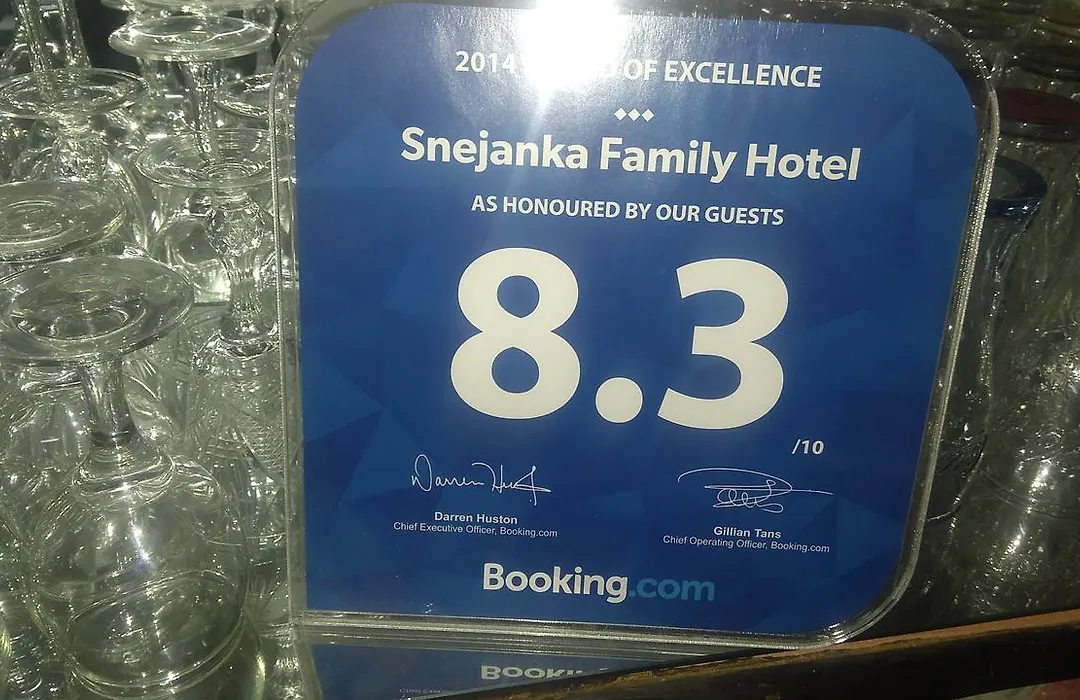 2014 OF EXCELLENCE
Snejanka Family Hotel
AS HONOURED BY OUR GUESTS
8.3
/10
Darren Huston
Chief Executive Officer, Booking.com
Gillian Tans
Chief Operating Officer, Booking.com
Booking.com